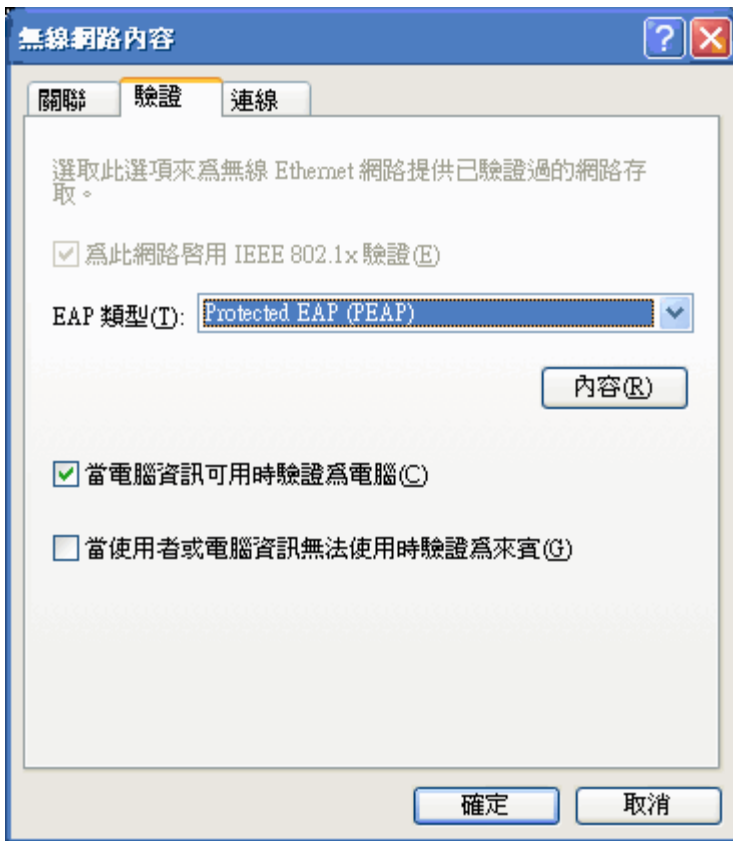 無線網路內容
關聯 驗證 連線
選取此選項來為無線 Ethernet 網路提供已驗證過的網路存
取。
為此網路啓用 IEEE 802.1x 驗證(E)
EAP 類型(T): Protected EAP (PEAP)
內容(R)
當電腦資訊可用時驗證為電腦(C)
當使用者或電腦資訊無法使用時驗證為來賓(G)
確定 取消